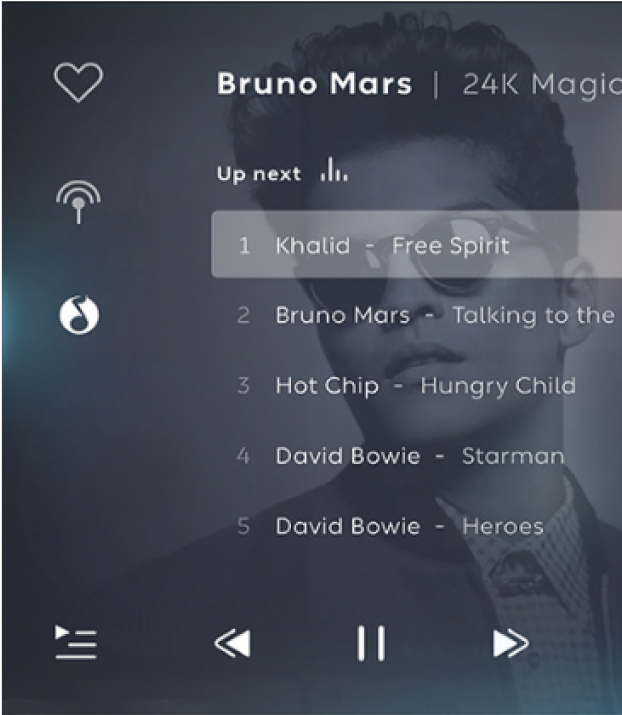 Bruno Mars | 24K Magic
Up next
1 Khalid - Free Spirit
2 Bruno Mars - Talking to the
3 Hot Chip - Hungry Child
4 David Bowie - Starman
5 David Bowie - Heroes